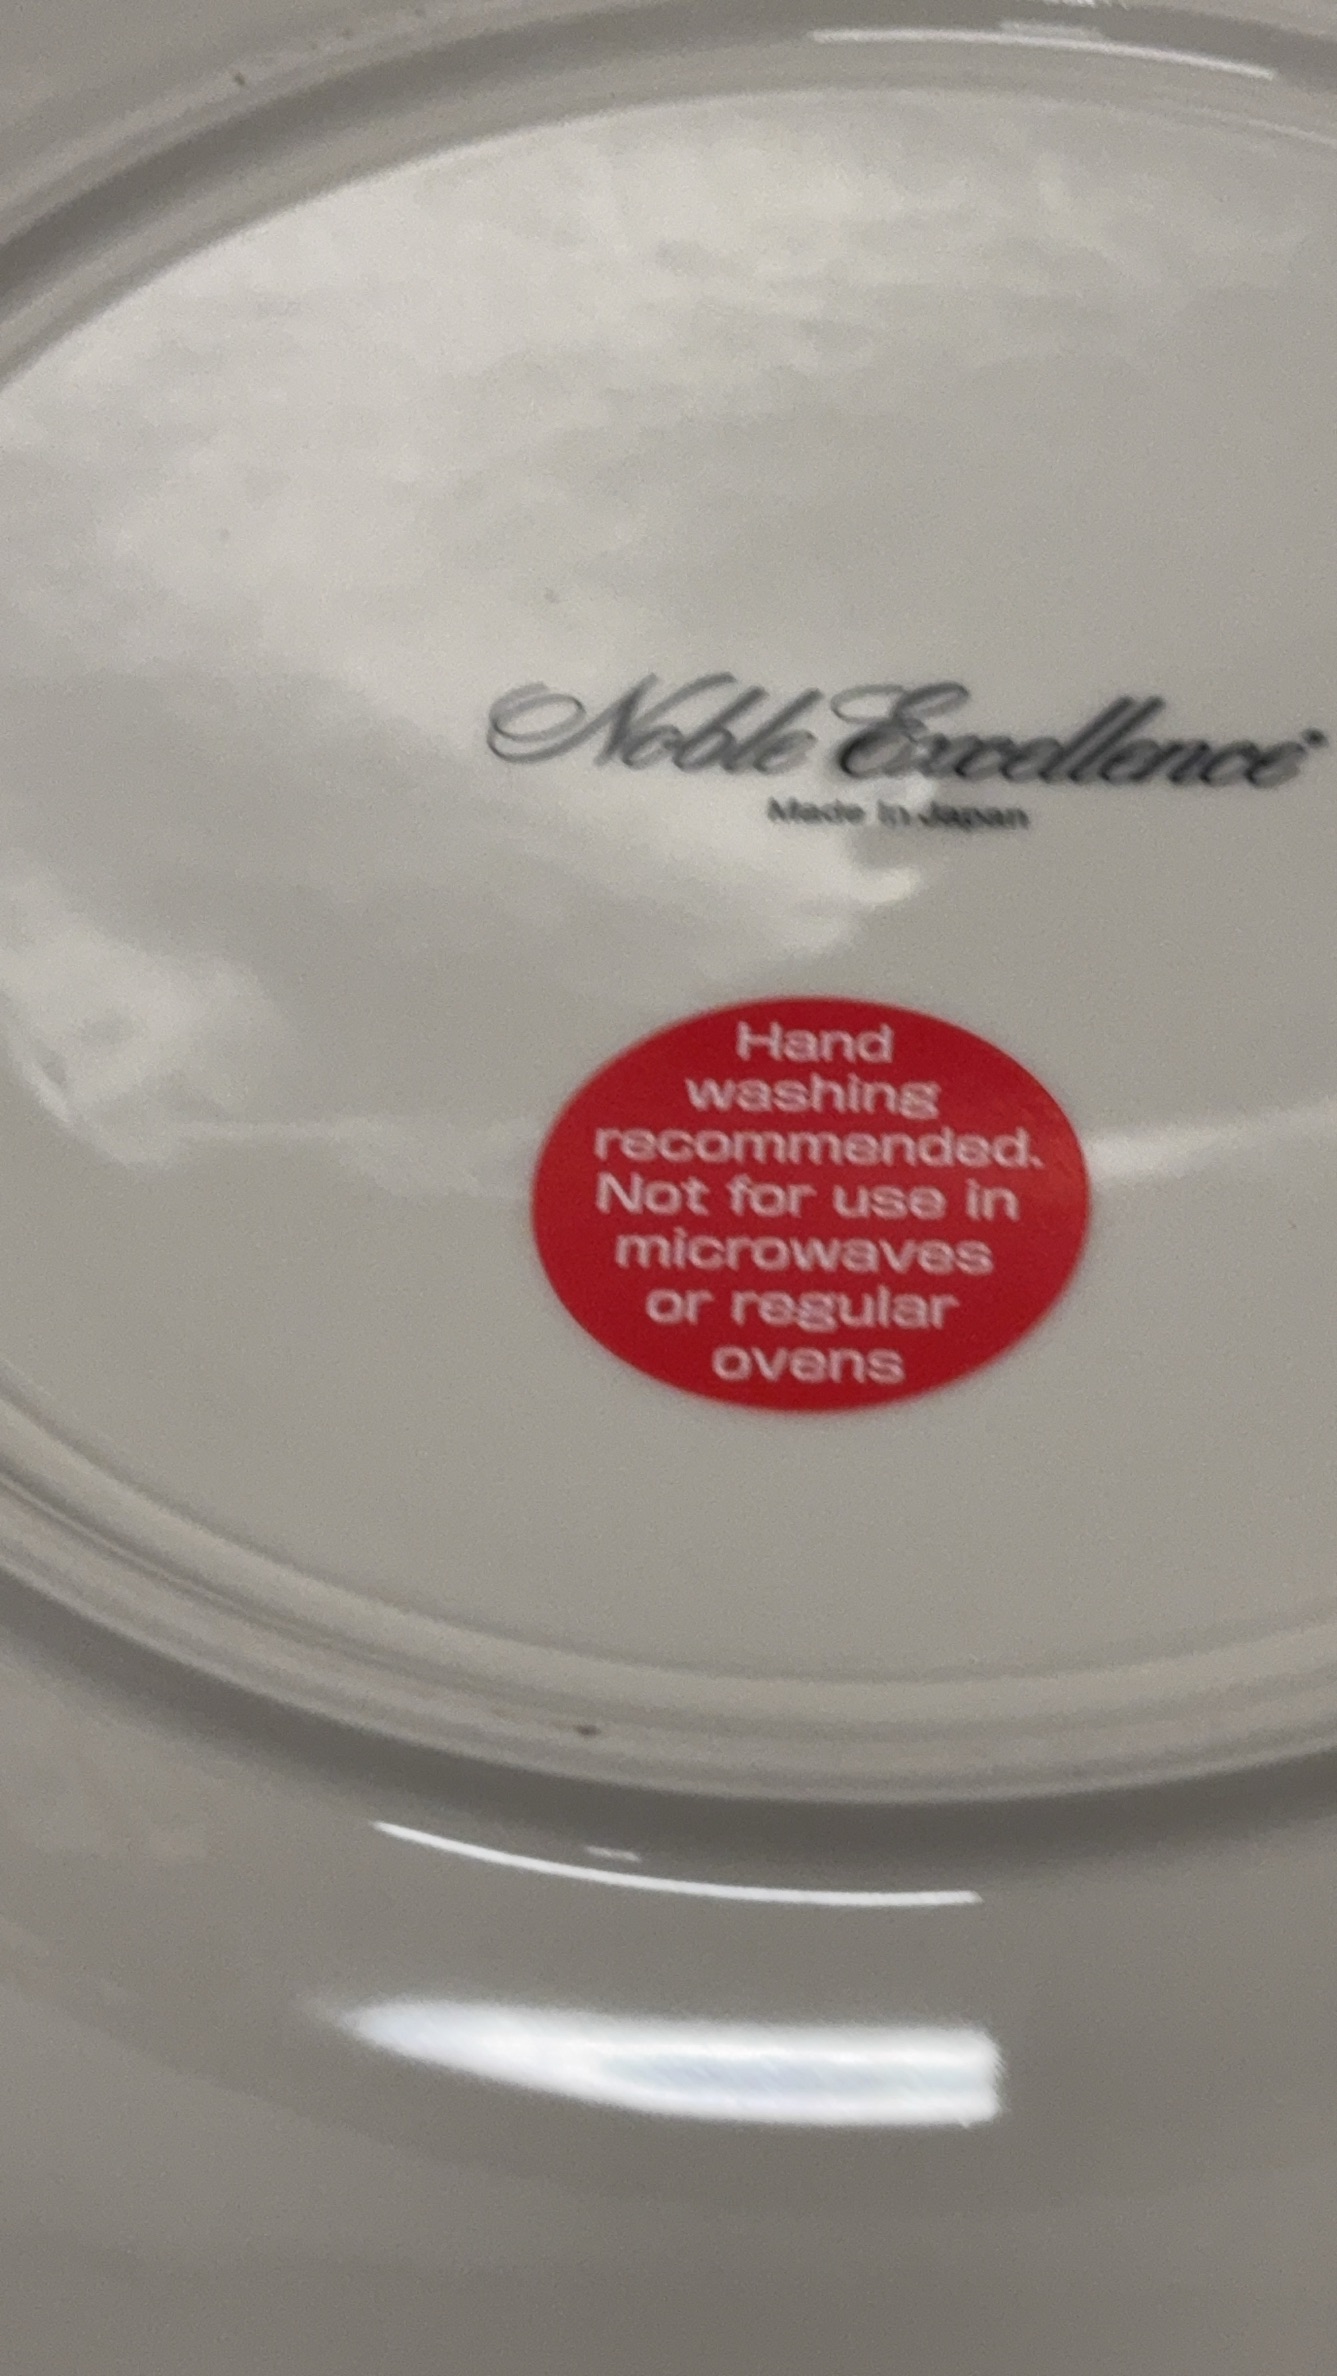 Noble Excellence
Made in Japan
Hand
washing
recommended.
Not for use in
microwaves
or regular
ovens